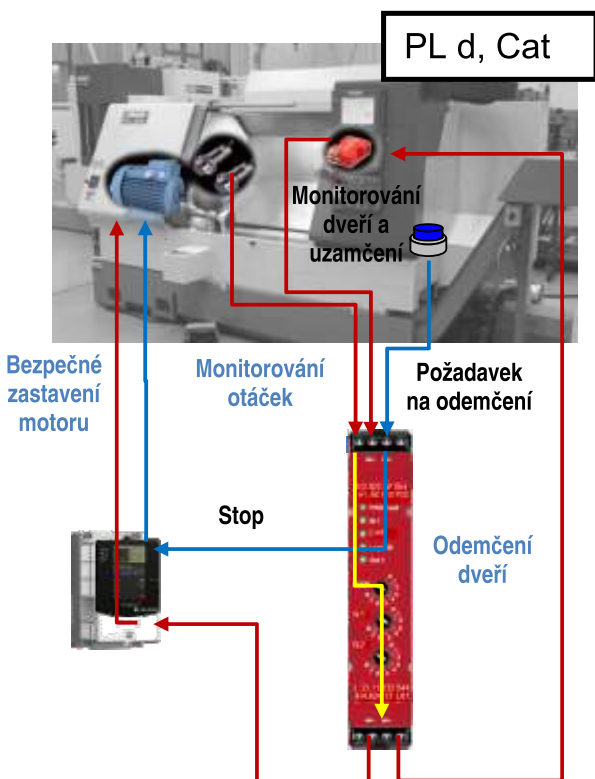 PL d, Cat
Monitorování
dveří a
uzamčení
Bezpečné
zastavení
motoru
Monitorování
otáček
Požadavek
na odemčení
Stop
Odemčení
dveří